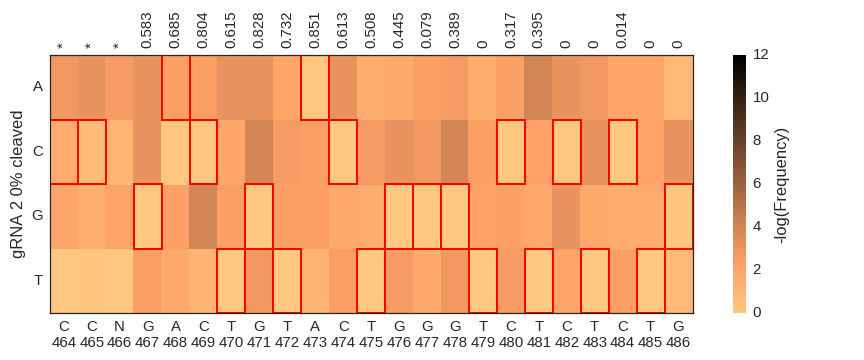 * * * 0.583 0.685 0.804 0.615 0.828 0.732 0.851 0.613 0.508 0.445 0.079 0.389 0 0.317 0.395 0 0 0.014 0 0
A
C
G
T
gRNA 2 0% cleaved
C C N G A C T G T A C T G G G T C T C T C T G
464 465 466 467 468 469 470 471 472 473 474 475 476 477 478 479 480 481 482 483 484 485 486
12
10
8
6
4
2
0
-log(Frequency)